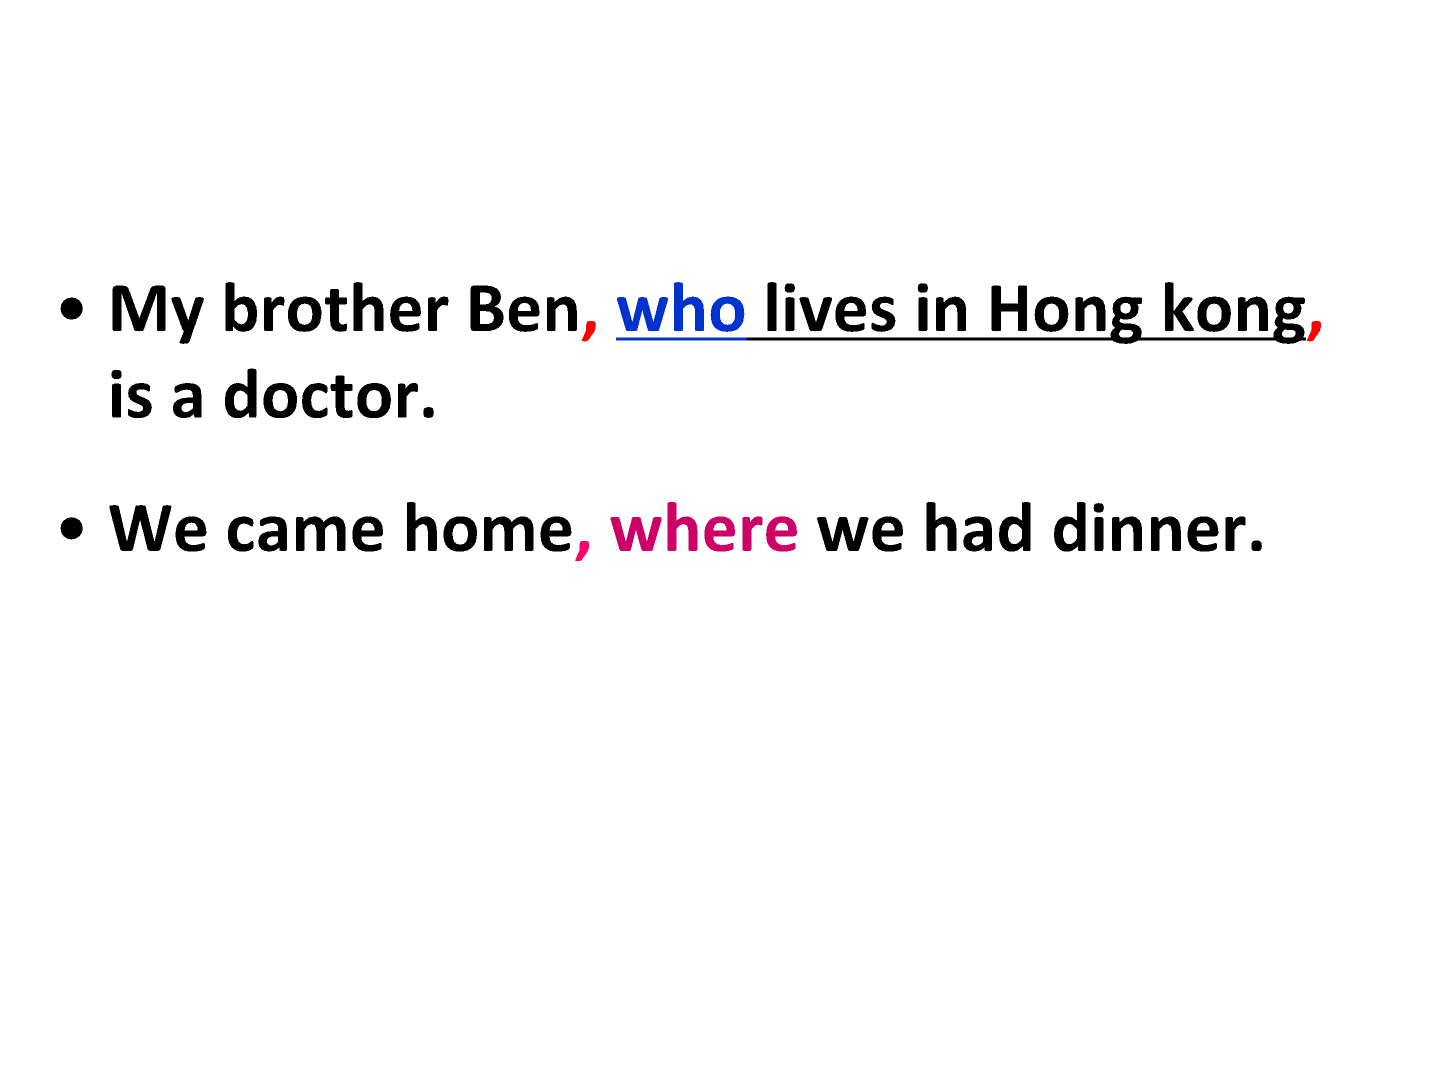 • My brother Ben, who lives in Hong kong,
is a doctor.
• We came home, where we had dinner.